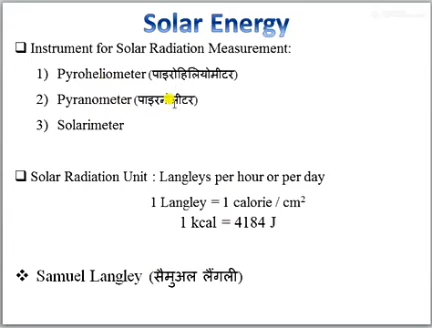 Solar Energy
❑ Instrument for Solar Radiation Measurement:
1) Pyroheliometer (पाइरोहिलियोमीटर)
2) Pyranometer
3) Solarimeter
❑ Solar Radiation Unit : Langleys per hour or per day
1 Langley = 1 calorie / cm²
1 kcal = 4184 J
❖ Samuel Langley (सैमुअल लैंगली)